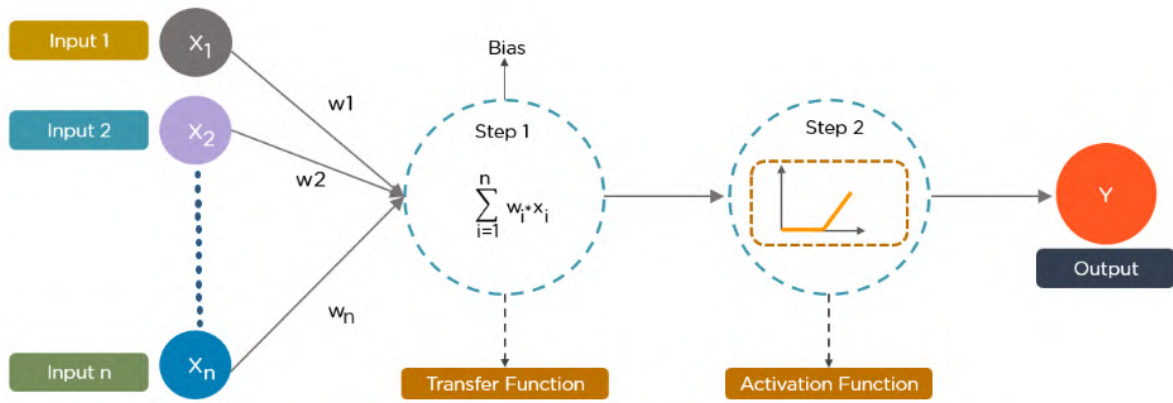 Input 1
X1
Input 2
X2
Input n
Xn
w1
w2
wn
Bias
Step 1
n
∑ wi*xi
i=1
Transfer Function
Step 2
Activation Function
Y
Output